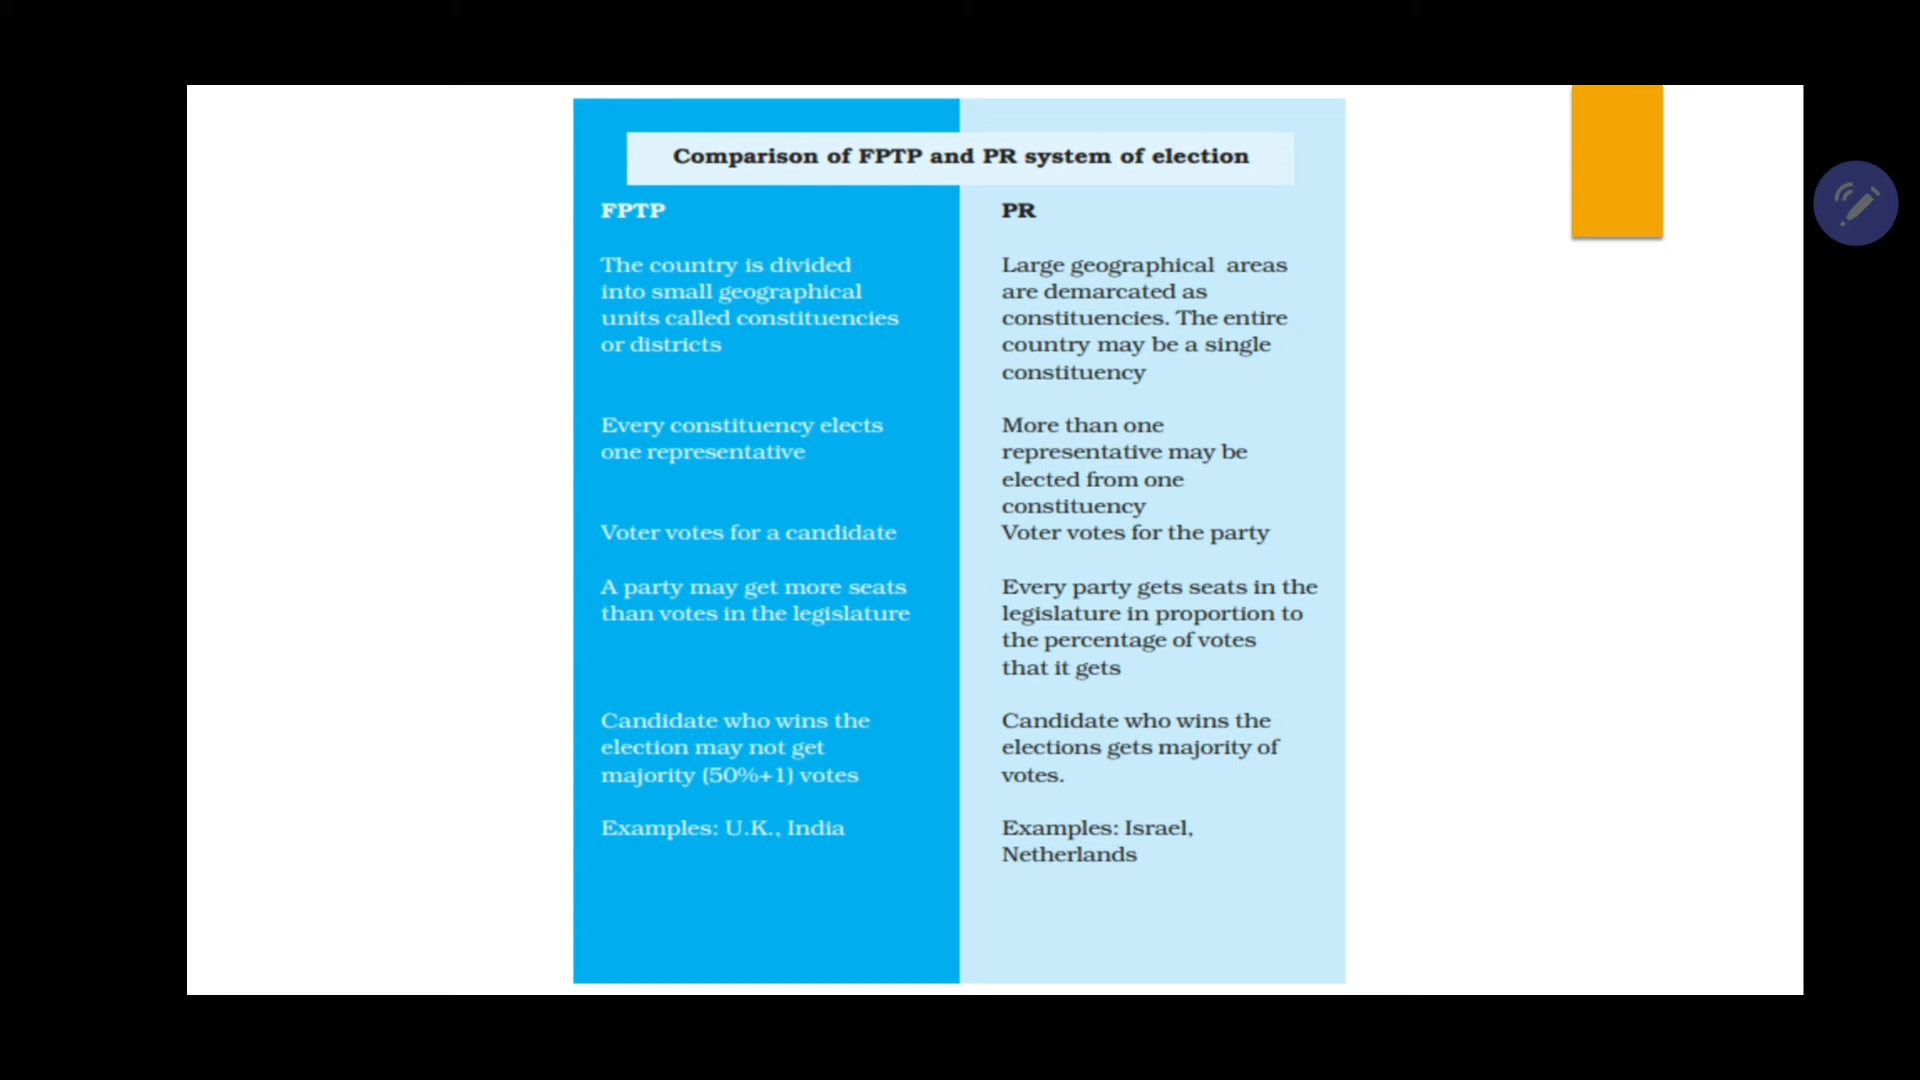 Comparison of FPTP and PR system of election
FPTP
The country is divided
into small geographical
units called constituencies
or districts
Every constituency elects
one representative
Voter votes for a candidate
A party may get more seats
than votes in the legislature
Candidate who wins the
election may not get
majority (50%+1) votes
Examples: U.K., India
PR
Large geographical areas
are demarcated as
constituencies. The entire
country may be a single
constituency
More than one
representative may be
elected from one
constituency
Voter votes for the party
Every party gets seats in the
legislature in proportion to
the percentage of votes
that it gets
Candidate who wins the
elections gets majority of
votes.
Examples: Israel,
Netherlands